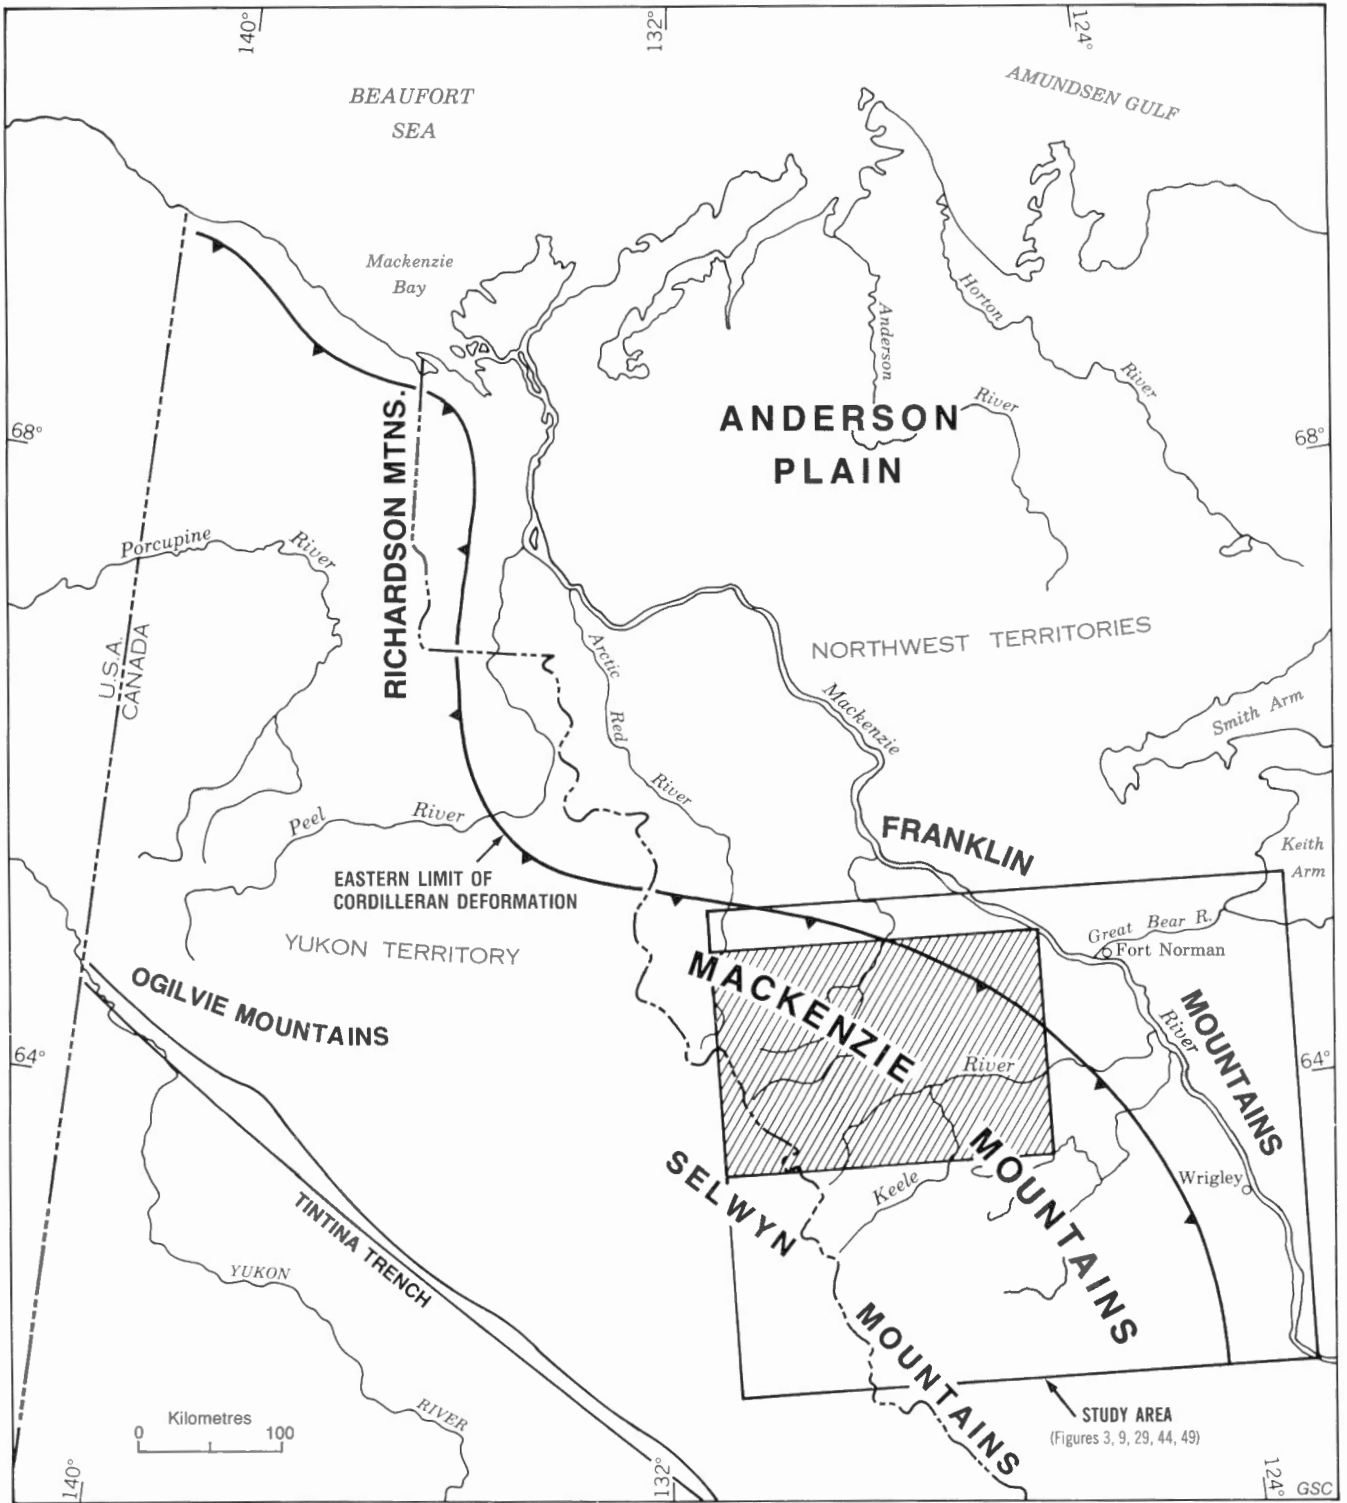 140°
132°
124°
BEAUFORT
SEA
AMUNDSEN GULF
Mackenzie
Bay
Anderson
River
Horton
River
68°
68°
ANDERSON
PLAIN
RICHARDSON MTNS.
Porcupine
River
U.S.A.
CANADA
NORTHWEST TERRITORIES
Arctic
Red
River
Mackenzie
Smith Arm
Peel
River
FRANKLIN
Keith
Arm
EASTERN LIMIT OF
CORDILLERAN DEFORMATION
YUKON TERRITORY
Great Bear R.
Fort Norman
OGILVIE MOUNTAINS
MACKENZIE
MOUNTAINS
River
64°
64°
River
MOUNTAINS
SELWYN
Keele
Wrigley
TINTINA TRENCH
YUKON
MOUNTAINS
RIVER
STUDY AREA
(Figures 3, 9, 29, 44, 49)
Kilometres
0 100
140°
132°
124°
GSC